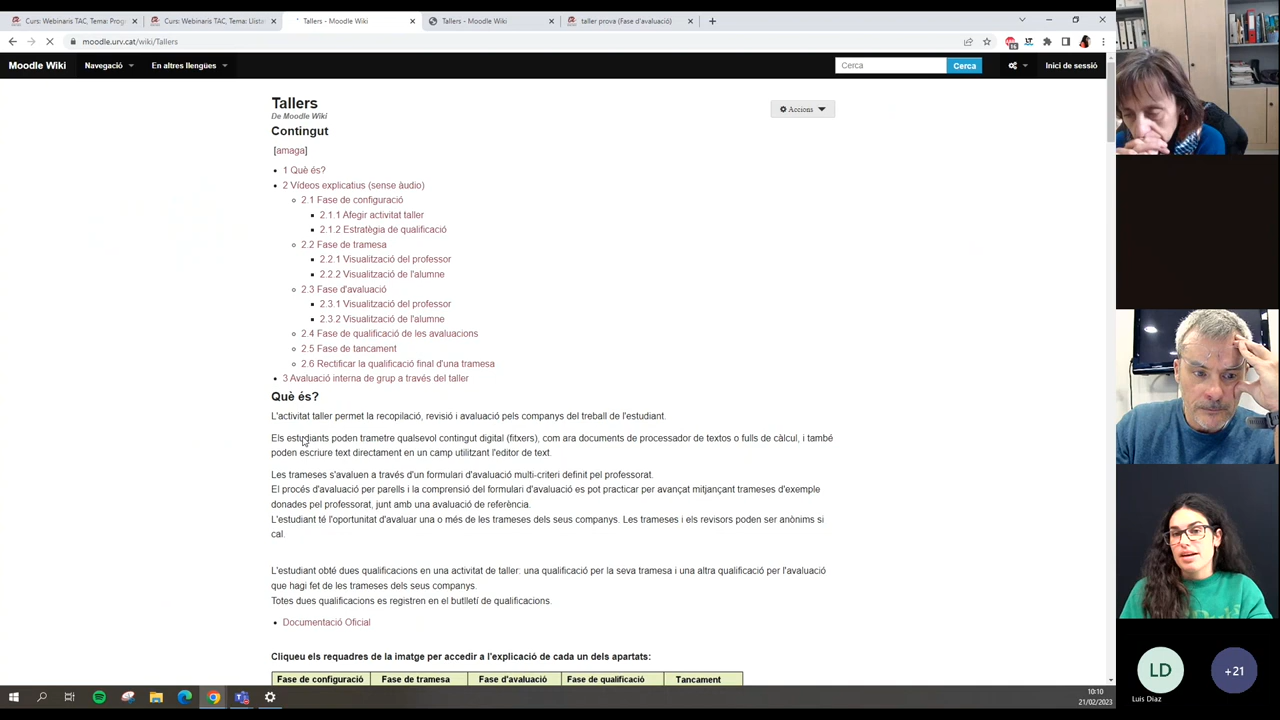 Curs: Webinaris TAC, Tema: Prog
Curs: Webinaris TAC, Tema: Llista
Tallers - Moodle Wiki
Tallers - Moodle Wiki
taller prova (Fase d'avaluació)
moodle.urv.cat/wiki/Tallers
Moodle Wiki
Navegació
En altres llengües
Cerca
Cerca
Inici de sessió
Tallers
Accions
De Moodle Wiki
Contingut
[amaga]
1 Què és?
2 Vídeos explicatius (sense àudio)
2.1 Fase de configuració
2.1.1 Afegir activitat taller
2.1.2 Estratègia de qualificació
2.2 Fase de tramesa
2.2.1 Visualització del professor
2.2.2 Visualització de l'alumne
2.3 Fase d'avaluació
2.3.1 Visualització del professor
2.3.2 Visualització de l'alumne
2.4 Fase de qualificació de les avaluacions
2.5 Fase de tancament
2.6 Rectificar la qualificació final d'una tramesa
3 Avaluació interna de grup a través del taller
Què és?
L'activitat taller permet la recopilació, revisió i avaluació pels companys del treball de l'estudiant.
Els estudiants poden trametre qualsevol contingut digital (fitxers), com ara documents de processador de textos o fulls de càlcul, i també
poden escriure text directament en un camp utilitzant l'editor de text.
Les trameses s'avaluen a través d'un formulari d'avaluació multi-criteri definit pel professorat.
El procés d'avaluació per parells i la comprensió del formulari d'avaluació es pot practicar per avançat mitjançant trameses d'exemple
donades pel professorat, junt amb una avaluació de referència.
L'estudiant té l'oportunitat d'avaluar una o més de les trameses dels seus companys. Les trameses i els revisors poden ser anònims si
cal.
L'estudiant obté dues qualificacions en una activitat de taller: una qualificació per la seva tramesa i una altra qualificació per l'avaluació
que hagi fet de les trameses dels seus companys.
Totes dues qualificacions es registren en el butlletí de qualificacions.
Documentació Oficial
Cliqueu els requadres de la imatge per accedir a l'explicació de cada un dels apartats:
Fase de configuració Fase de tramesa Fase d'avaluació Fase de qualificació Tancament
LD
+21
Luis Diaz
10:10
21/02/2023